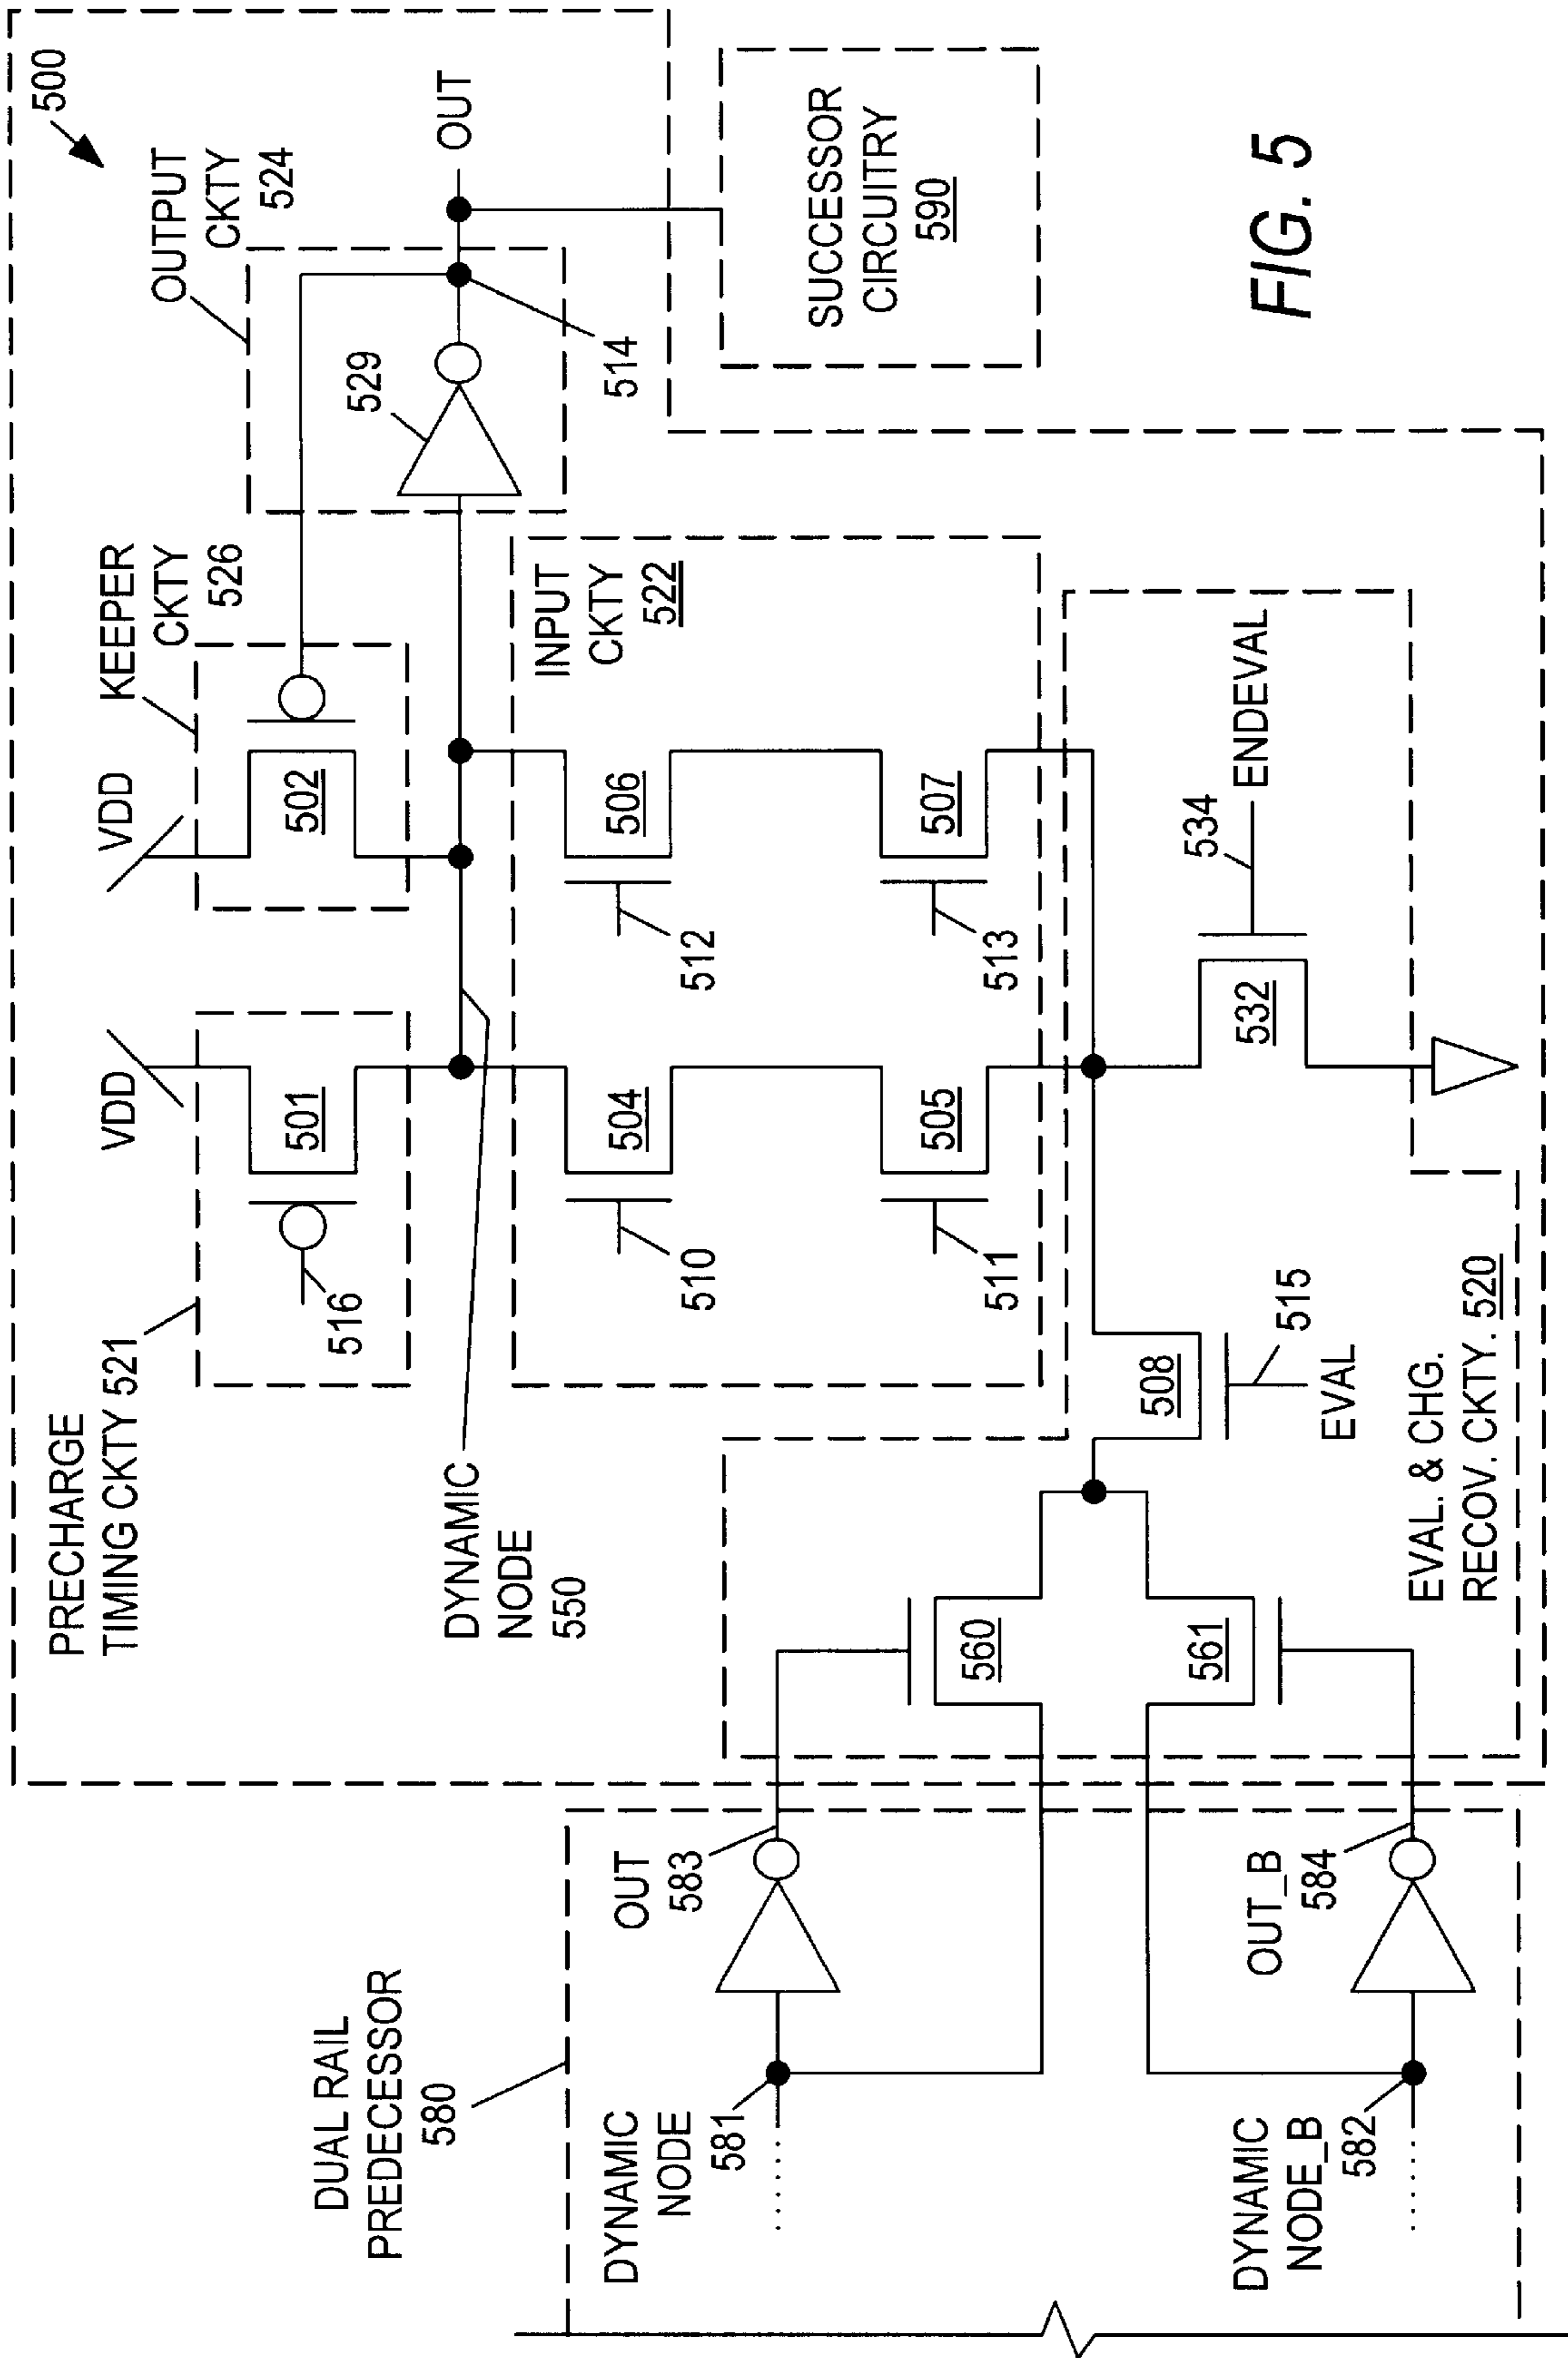 500
OUTPUT
CKTY
524
OUT
KEEPER
CKTY
526
VDD
VDD
502
501
529
514
PRECHARGE
TIMING CKTY 521
516
DYNAMIC
NODE
550
INPUT
CKTY
522
504
506
510
512
505
507
511
513
SUCCESSOR
CIRCUITRY
590
508
515
EVAL
532
534
ENDEVAL
EVAL. & CHG.
RECOV. CKTY. 520
560
561
DUAL RAIL
PREDECESSOR
580
OUT
583
DYNAMIC
NODE
581
OUT_B
584
DYNAMIC
NODE_B
582
FIG. 5